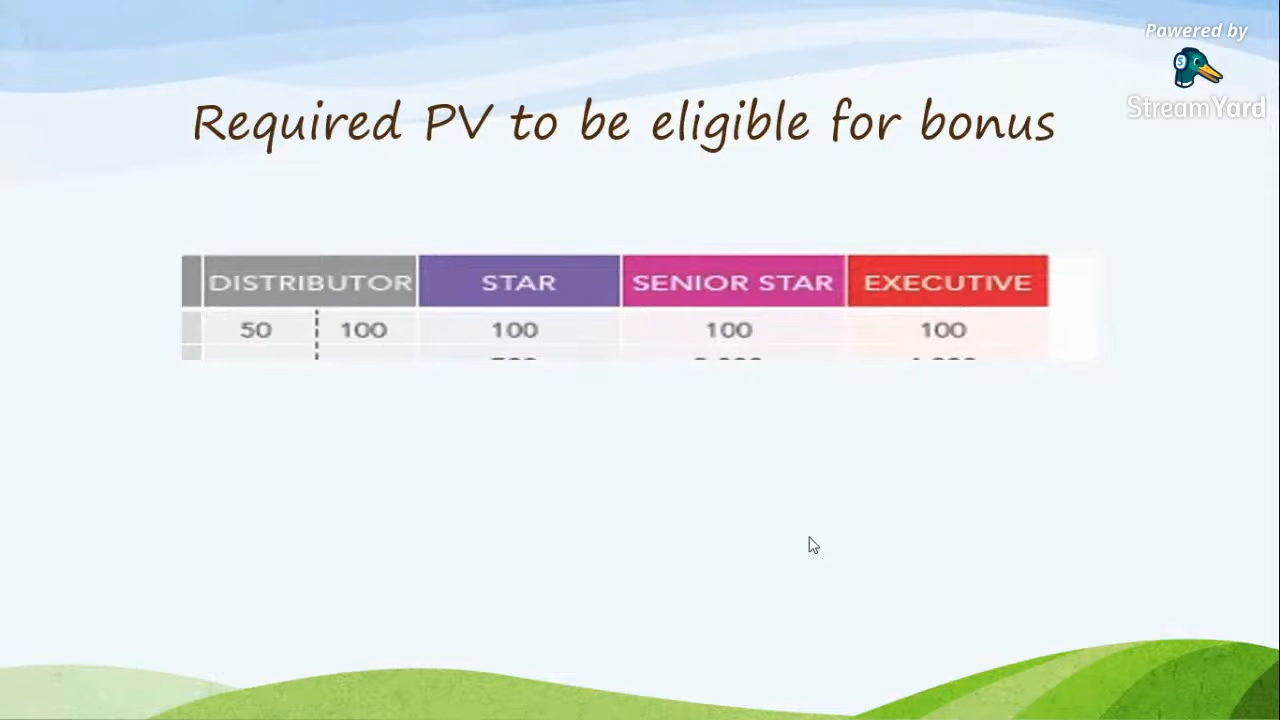 Powered by
StreamYard
Required PV to be eligible for bonus
DISTRIBUTOR STAR SENIOR STAR EXECUTIVE
50 100 100 100 100